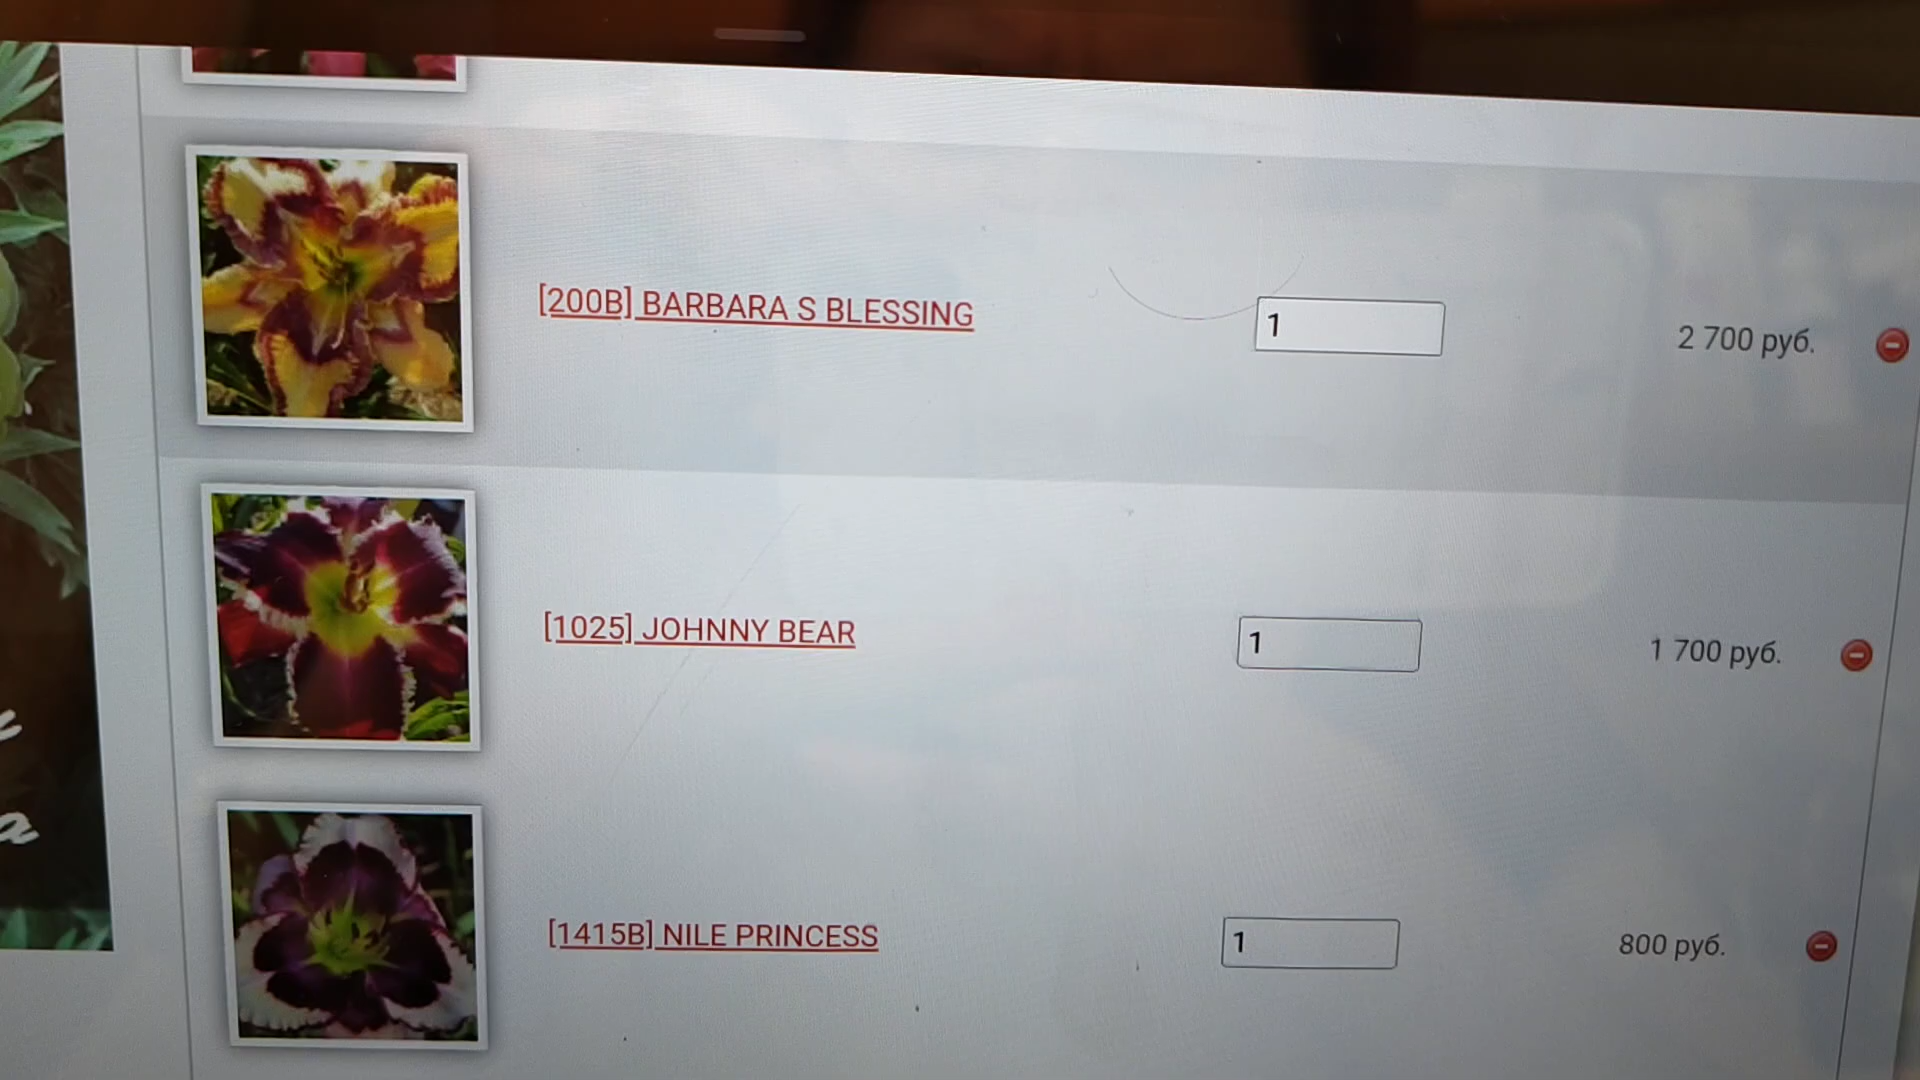 [200B] BARBARA S BLESSING
1
2 700 руб.
[1025] JOHNNY BEAR
1
1 700 руб.
[1415B] NILE PRINCESS
1
800 руб.